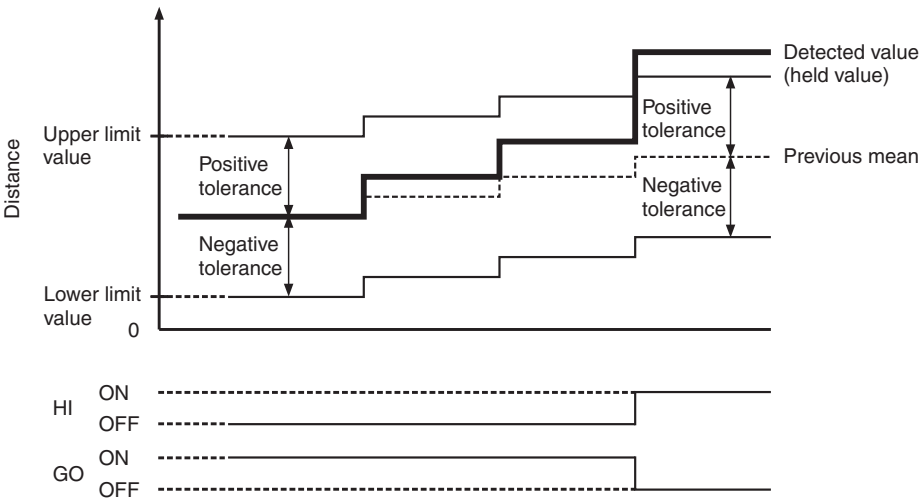 Distance
Detected value
(held value)
Upper limit
value
Positive
tolerance
Positive
tolerance
Previous mean
Negative
tolerance
Negative
tolerance
Lower limit
value
0
HI
ON
OFF
GO
ON
OFF